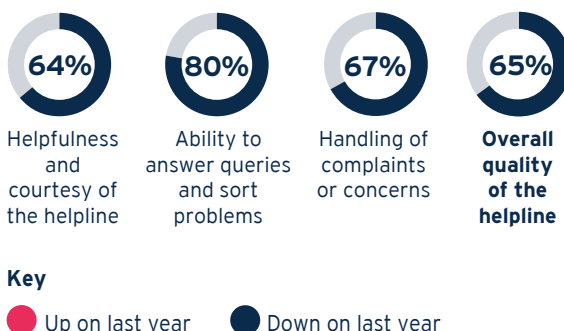 64%
80%
67%
65%
Helpfulness
and
courtesy of
the helpline
Ability to
answer queries
and sort
problems
Handling of
complaints
or concerns
Overall
quality
of the
helpline
Key
Up on last year
Down on last year